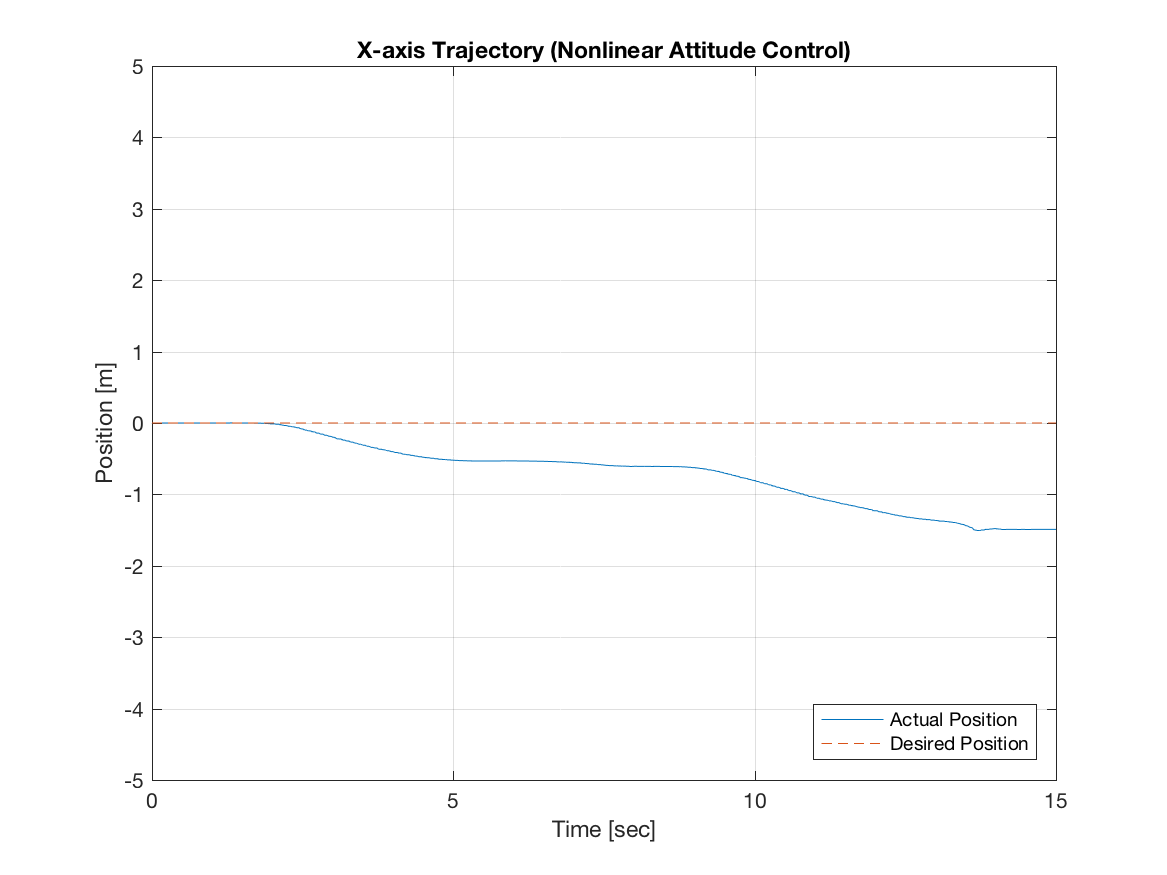 X-axis Trajectory (Nonlinear Attitude Control)
5
4
3
2
1
0
-1
-2
-3
-4
-5
Position [m]
Actual Position
Desired Position
0 5 10 15
Time [sec]